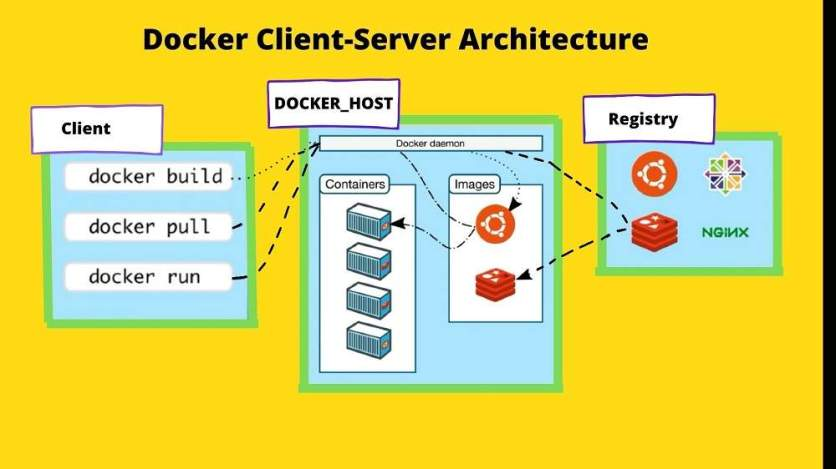 Docker Client-Server Architecture
Client
docker build
docker pull
docker run
DOCKER_HOST
Docker daemon
Containers
Images
Registry
NGINX